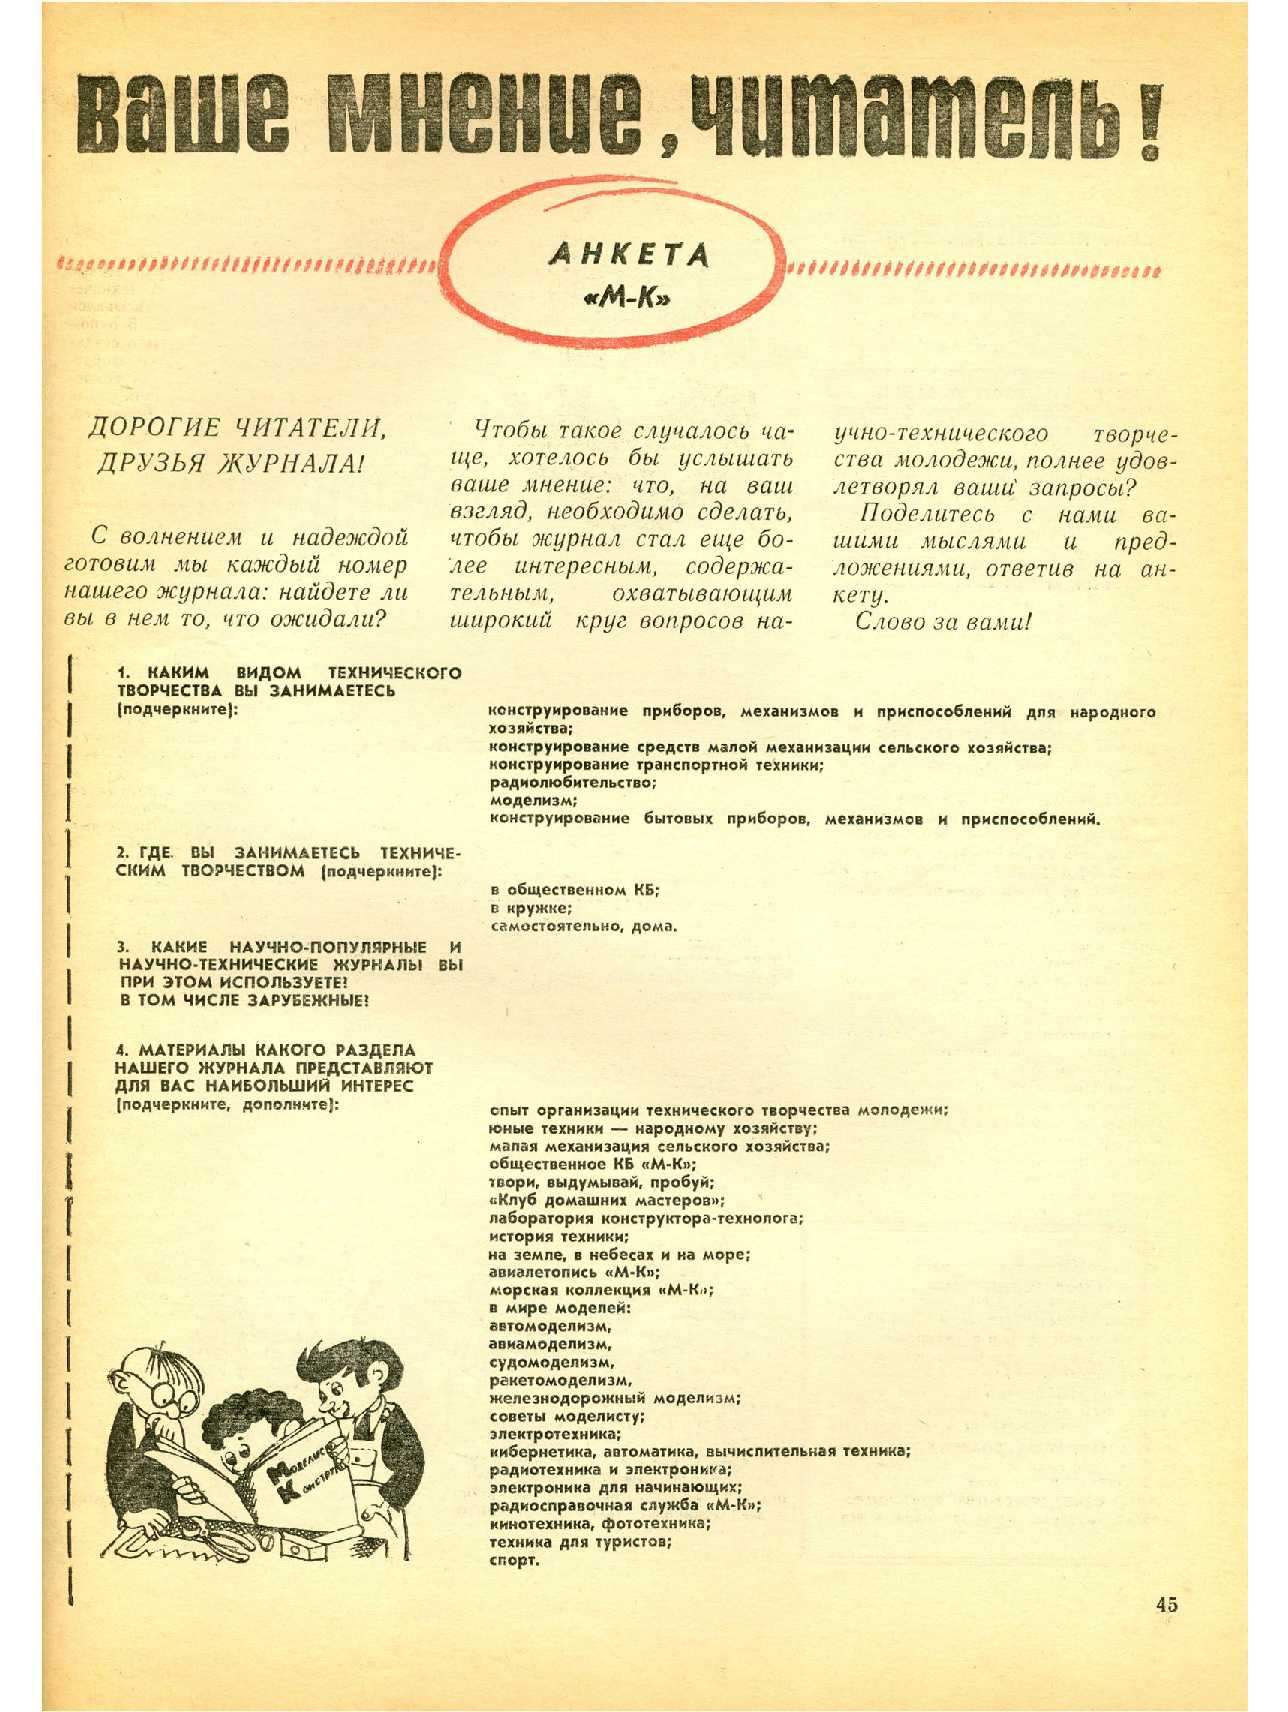 ваше мнение, читатель!
АНКЕТА
«М-К»
ДОРОГИЕ ЧИТАТЕЛИ,
ДРУЗЬЯ ЖУРНАЛА!
С волнением и надеждой
готовим мы каждый номер
нашего журнала: найдете ли
вы в нем то, что ожидали?
Чтобы такое случалось ча-
ще, хотелось бы услышать
ваше мнение: что, на ваш
взгляд, необходимо сделать,
чтобы журнал стал еще бо-
лее интересным, содержа-
тельным, охватывающим
широкий круг вопросов на-
учно-технического творче-
ства молодежи, полнее удов-
летворял ваши запросы?
Поделитесь с нами ва-
шими мыслями и пред-
ложениями, ответив на ан-
кету.
Слово за вами!
1. КАКИМ ВИДОМ ТЕХНИЧЕСКОГО
ТВОРЧЕСТВА ВЫ ЗАНИМАЕТЕСЬ
(подчеркните):
конструирование приборов, механизмов и приспособлений для народного
хозяйства;
конструирование средств малой механизации сельского хозяйства;
конструирование транспортной техники;
радиолюбительство;
моделизм;
конструирование бытовых приборов, механизмов и приспособлений.
2. ГДЕ ВЫ ЗАНИМАЕТЕСЬ ТЕХНИЧЕ-
СКИМ ТВОРЧЕСТВОМ (подчеркните):
в общественном КБ;
в кружке;
самостоятельно, дома.
3. КАКИЕ НАУЧНО-ПОПУЛЯРНЫЕ И
НАУЧНО-ТЕХНИЧЕСКИЕ ЖУРНАЛЫ ВЫ
ПРИ ЭТОМ ИСПОЛЬЗУЕТЕ?
В ТОМ ЧИСЛЕ ЗАРУБЕЖНЫЕ?
4. МАТЕРИАЛЫ КАКОГО РАЗДЕЛА
НАШЕГО ЖУРНАЛА ПРЕДСТАВЛЯЮТ
ДЛЯ ВАС НАИБОЛЬШИЙ ИНТЕРЕС
(подчеркните, дополните):
опыт организации технического творчества молодежи;
юные техники — народному хозяйству;
малая механизация сельского хозяйства;
общественное КБ «М-К»;
твори, выдумывай, пробуй;
«Клуб домашних мастеров»;
лаборатория конструктора-технолога;
история техники;
на земле, в небесах и на море;
авиалетопись «М-К»;
морская коллекция «М-К»;
в мире моделей:
автомоделизм,
авиамоделизм,
судомоделизм,
ракетомоделизм,
железнодорожный моделизм;
советы моделисту;
электротехника;
кибернетика, автоматика, вычислительная техника;
радиотехника и электроника;
электроника для начинающих;
радиосправочная служба «М-К»;
кинотехника, фототехника;
техника для туристов;
спорт.
45